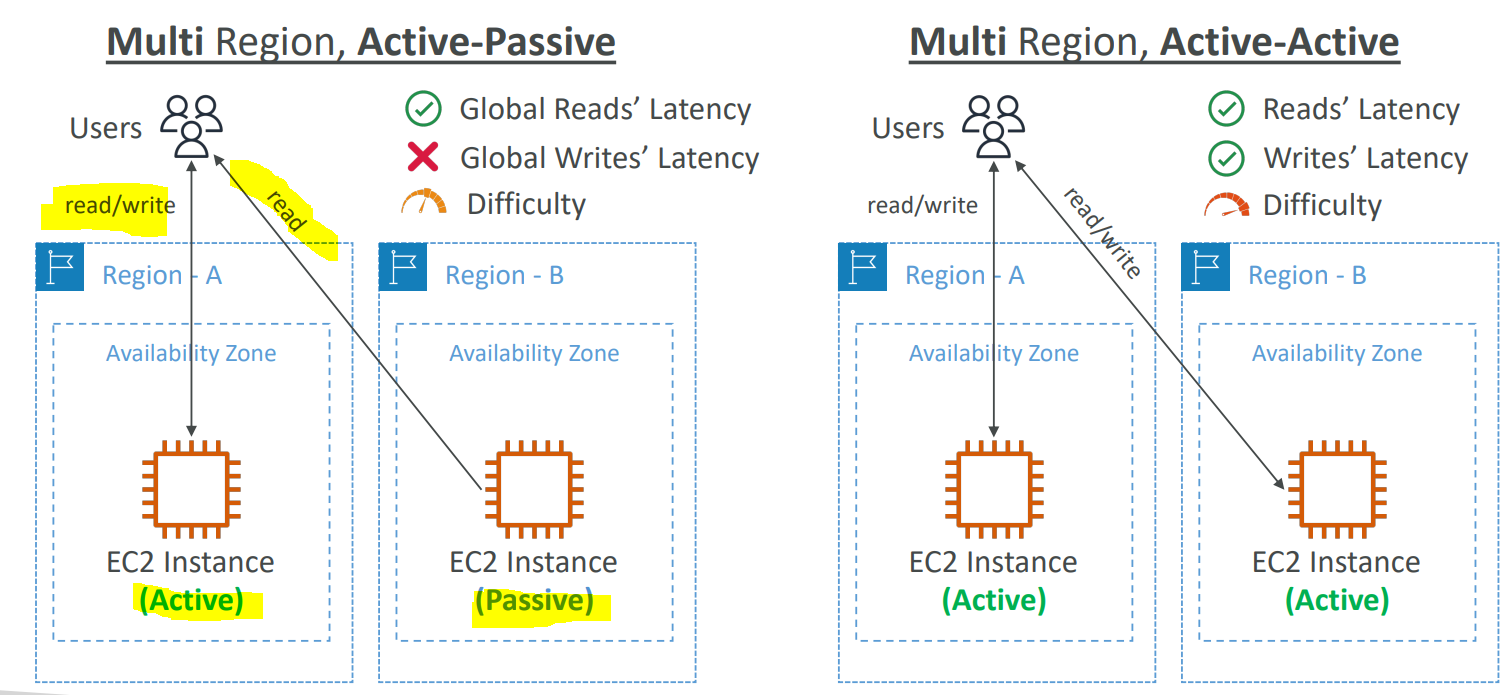 Multi Region, Active-Passive
Users
Global Reads’ Latency
Global Writes’ Latency
Difficulty
read/write
read
Region - A
Availability Zone
EC2 Instance
(Active)
Region - B
Availability Zone
EC2 Instance
(Passive)
Multi Region, Active-Active
Users
Reads’ Latency
Writes’ Latency
Difficulty
read/write
read/write
Region - A
Availability Zone
EC2 Instance
(Active)
Region - B
Availability Zone
EC2 Instance
(Active)